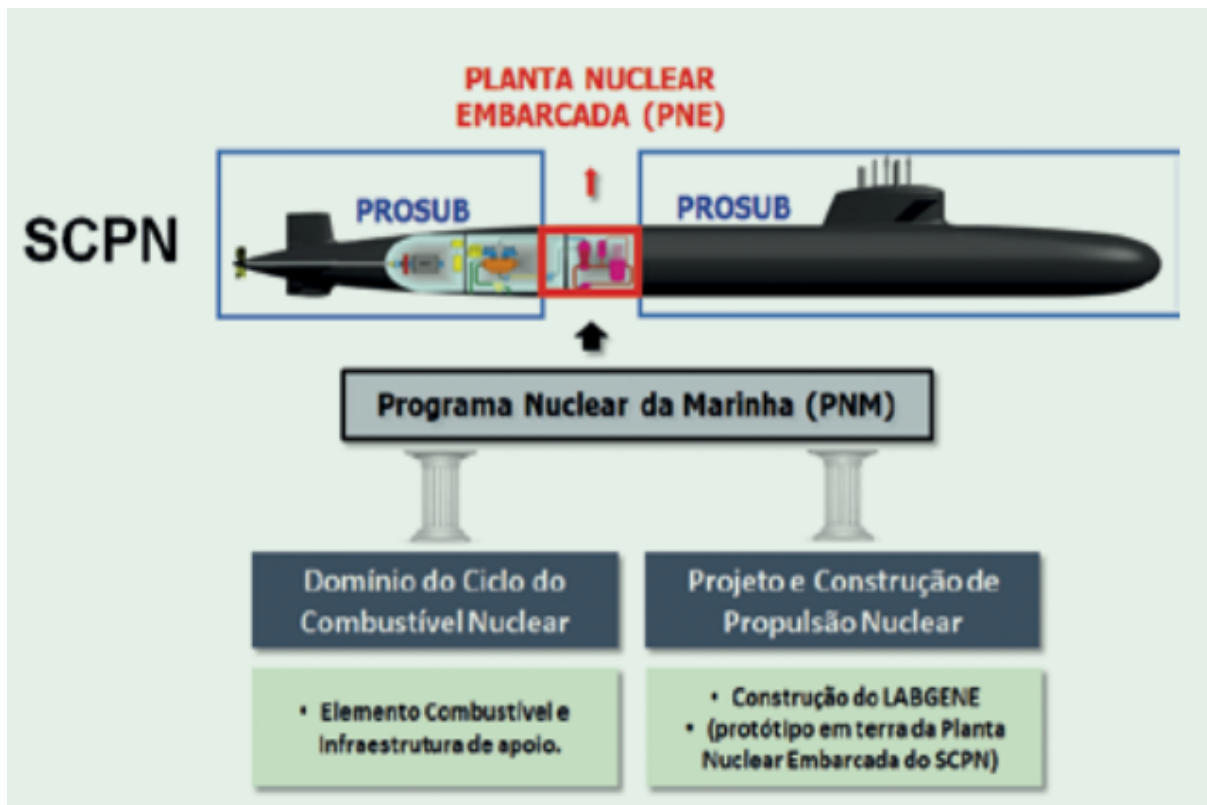 PLANTA NUCLEAR
EMBARCADA (PNE)
SCPN
PROSUB
PROSUB
Programa Nuclear da Marinha (PNM)
Domínio do Ciclo do
Combustível Nuclear
• Elemento Combustível e
Infraestrutura de apoio.
Projeto e Construção de
Propulsão Nuclear
• Construção do LABGENE
• (protótipo em terra da Planta
Nuclear Embarcada do SCPN)